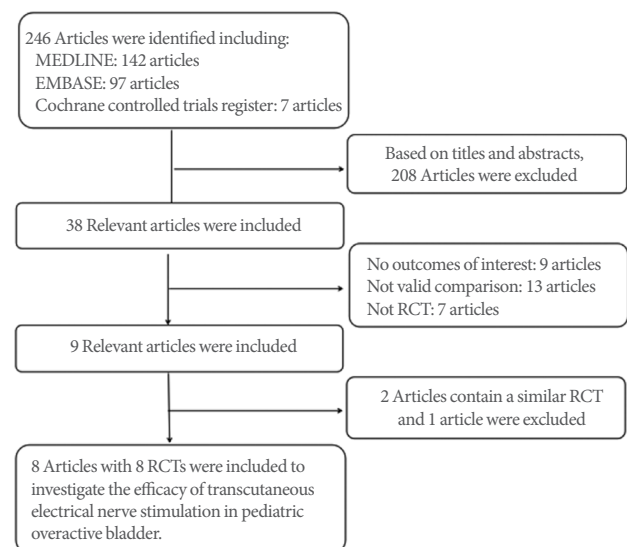 246 Articles were identified including:
MEDLINE: 142 articles
EMBASE: 97 articles
Cochrane controlled trials register: 7 articles
Based on titles and abstracts,
208 Articles were excluded
38 Relevant articles were included
No outcomes of interest: 9 articles
Not valid comparison: 13 articles
Not RCT: 7 articles
9 Relevant articles were included
2 Articles contain a similar RCT
and 1 article were excluded
8 Articles with 8 RCTs were included to
investigate the efficacy of transcutaneous
electrical nerve stimulation in pediatric
overactive bladder.